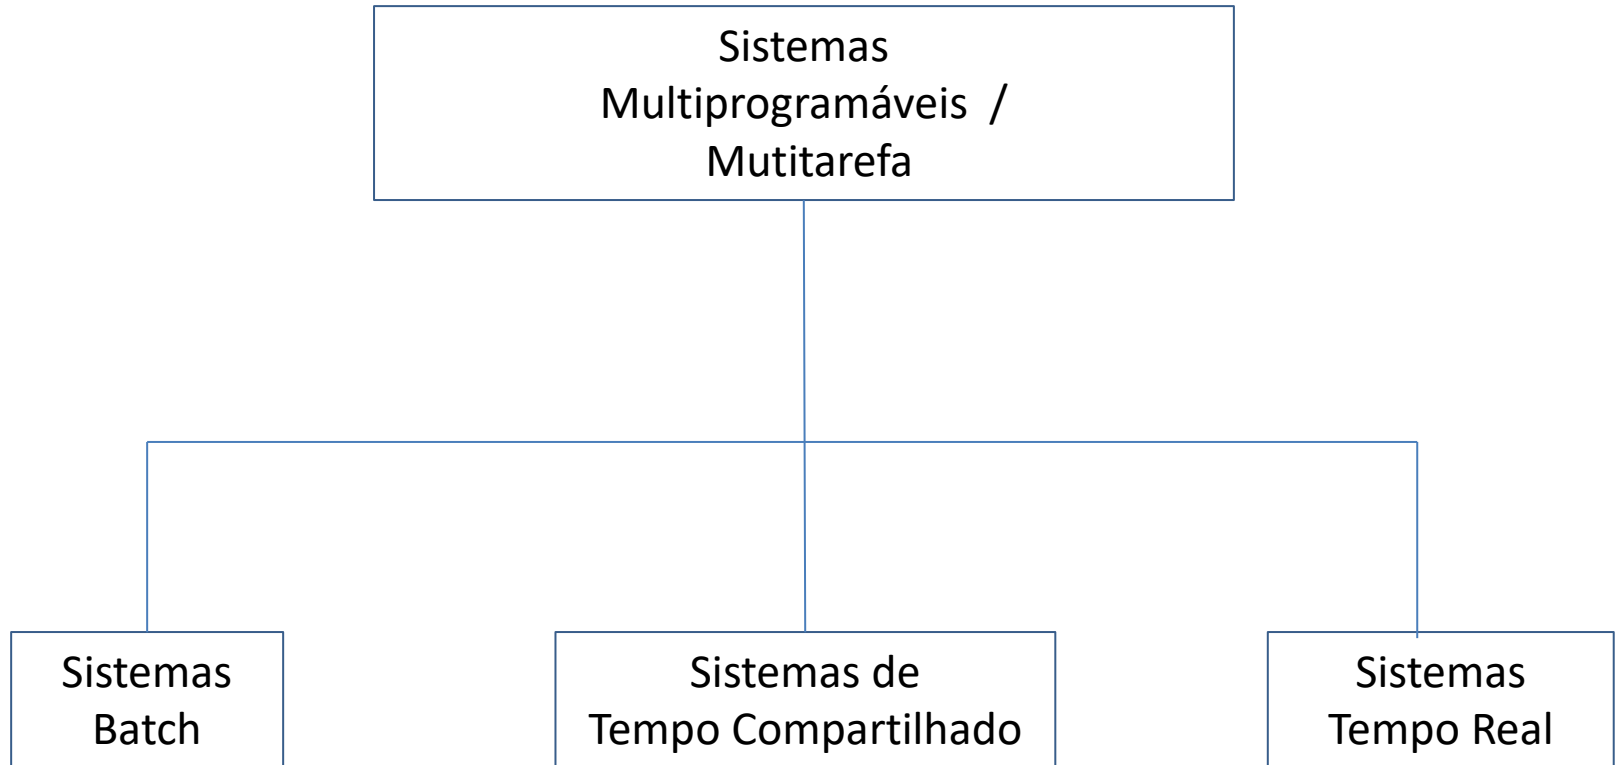 Sistemas
Multiprogramáveis /
Mutitarefa
Sistemas
Batch
Sistemas de
Tempo Compartilhado
Sistemas
Tempo Real